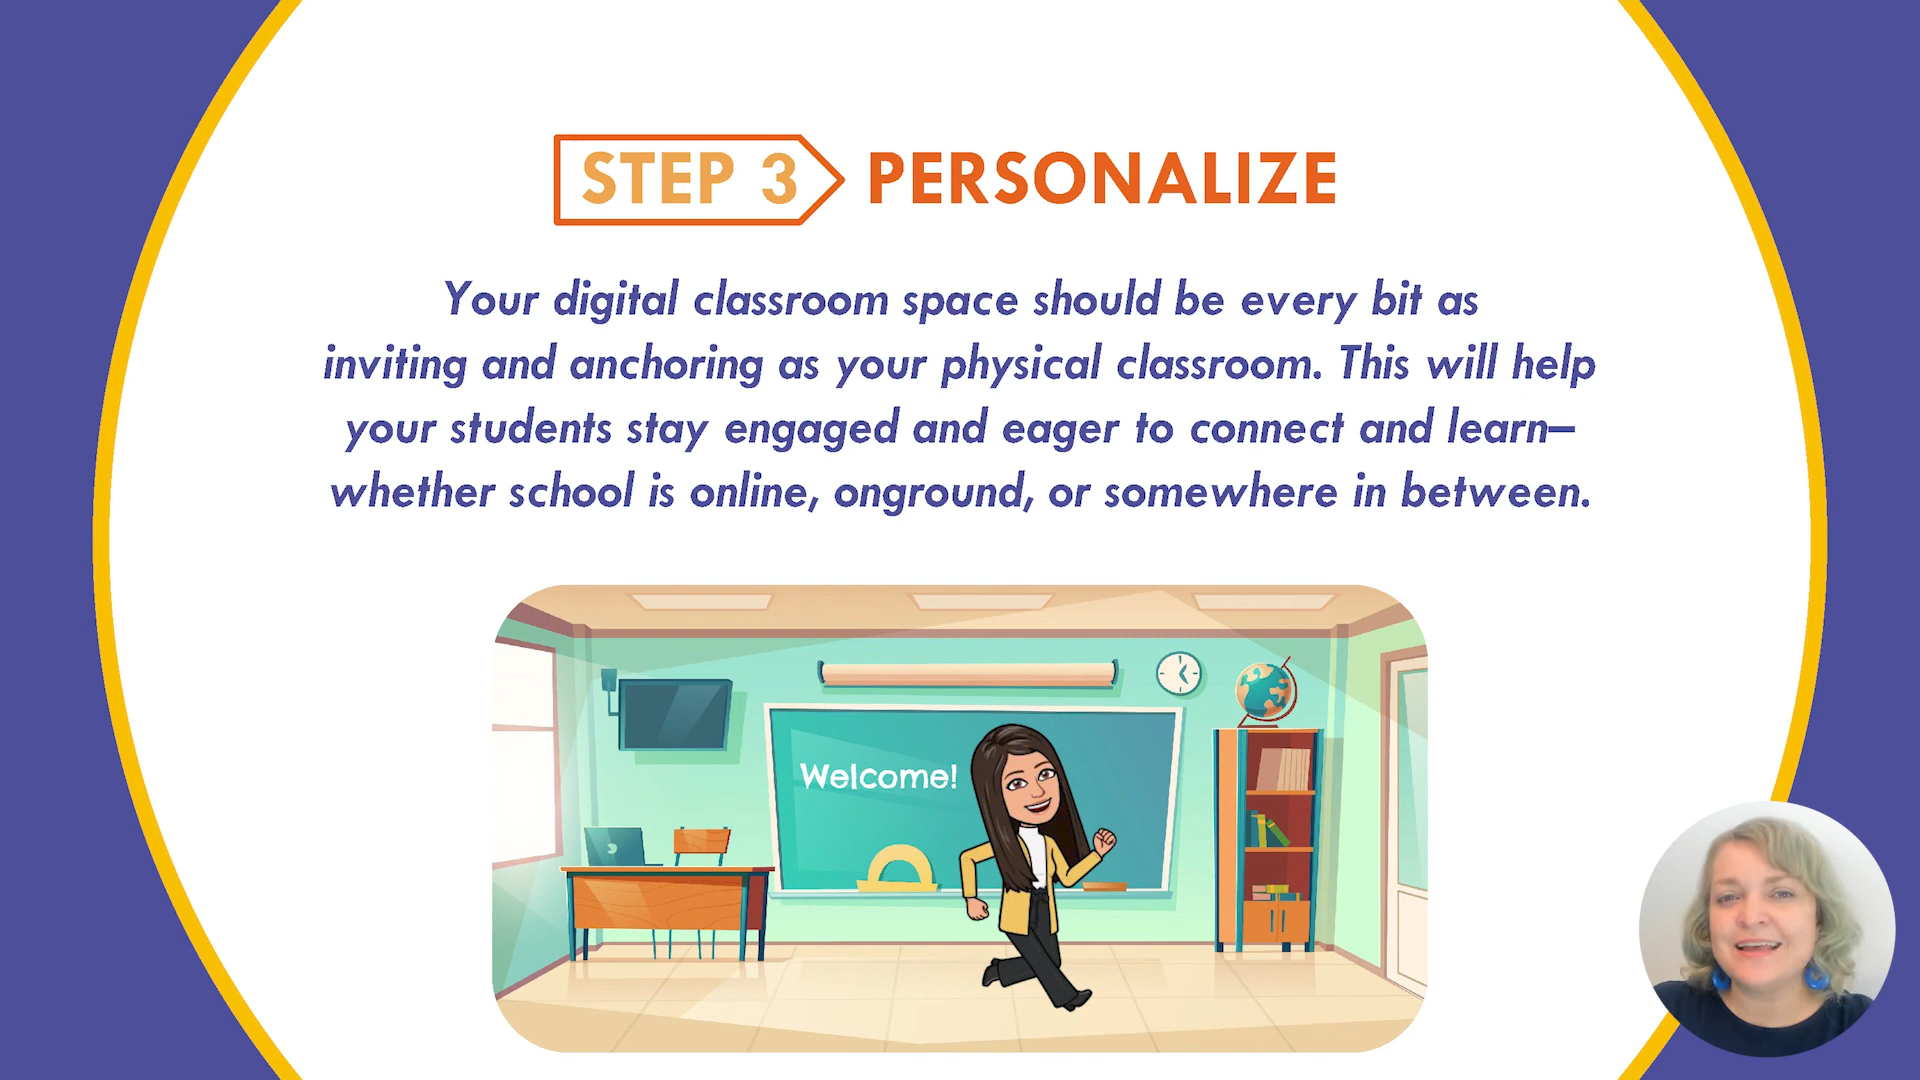 STEP 3 PERSONALIZE
Your digital classroom space should be every bit as
inviting and anchoring as your physical classroom. This will help
your students stay engaged and eager to connect and learn—
whether school is online, onground, or somewhere in between.
Welcome!